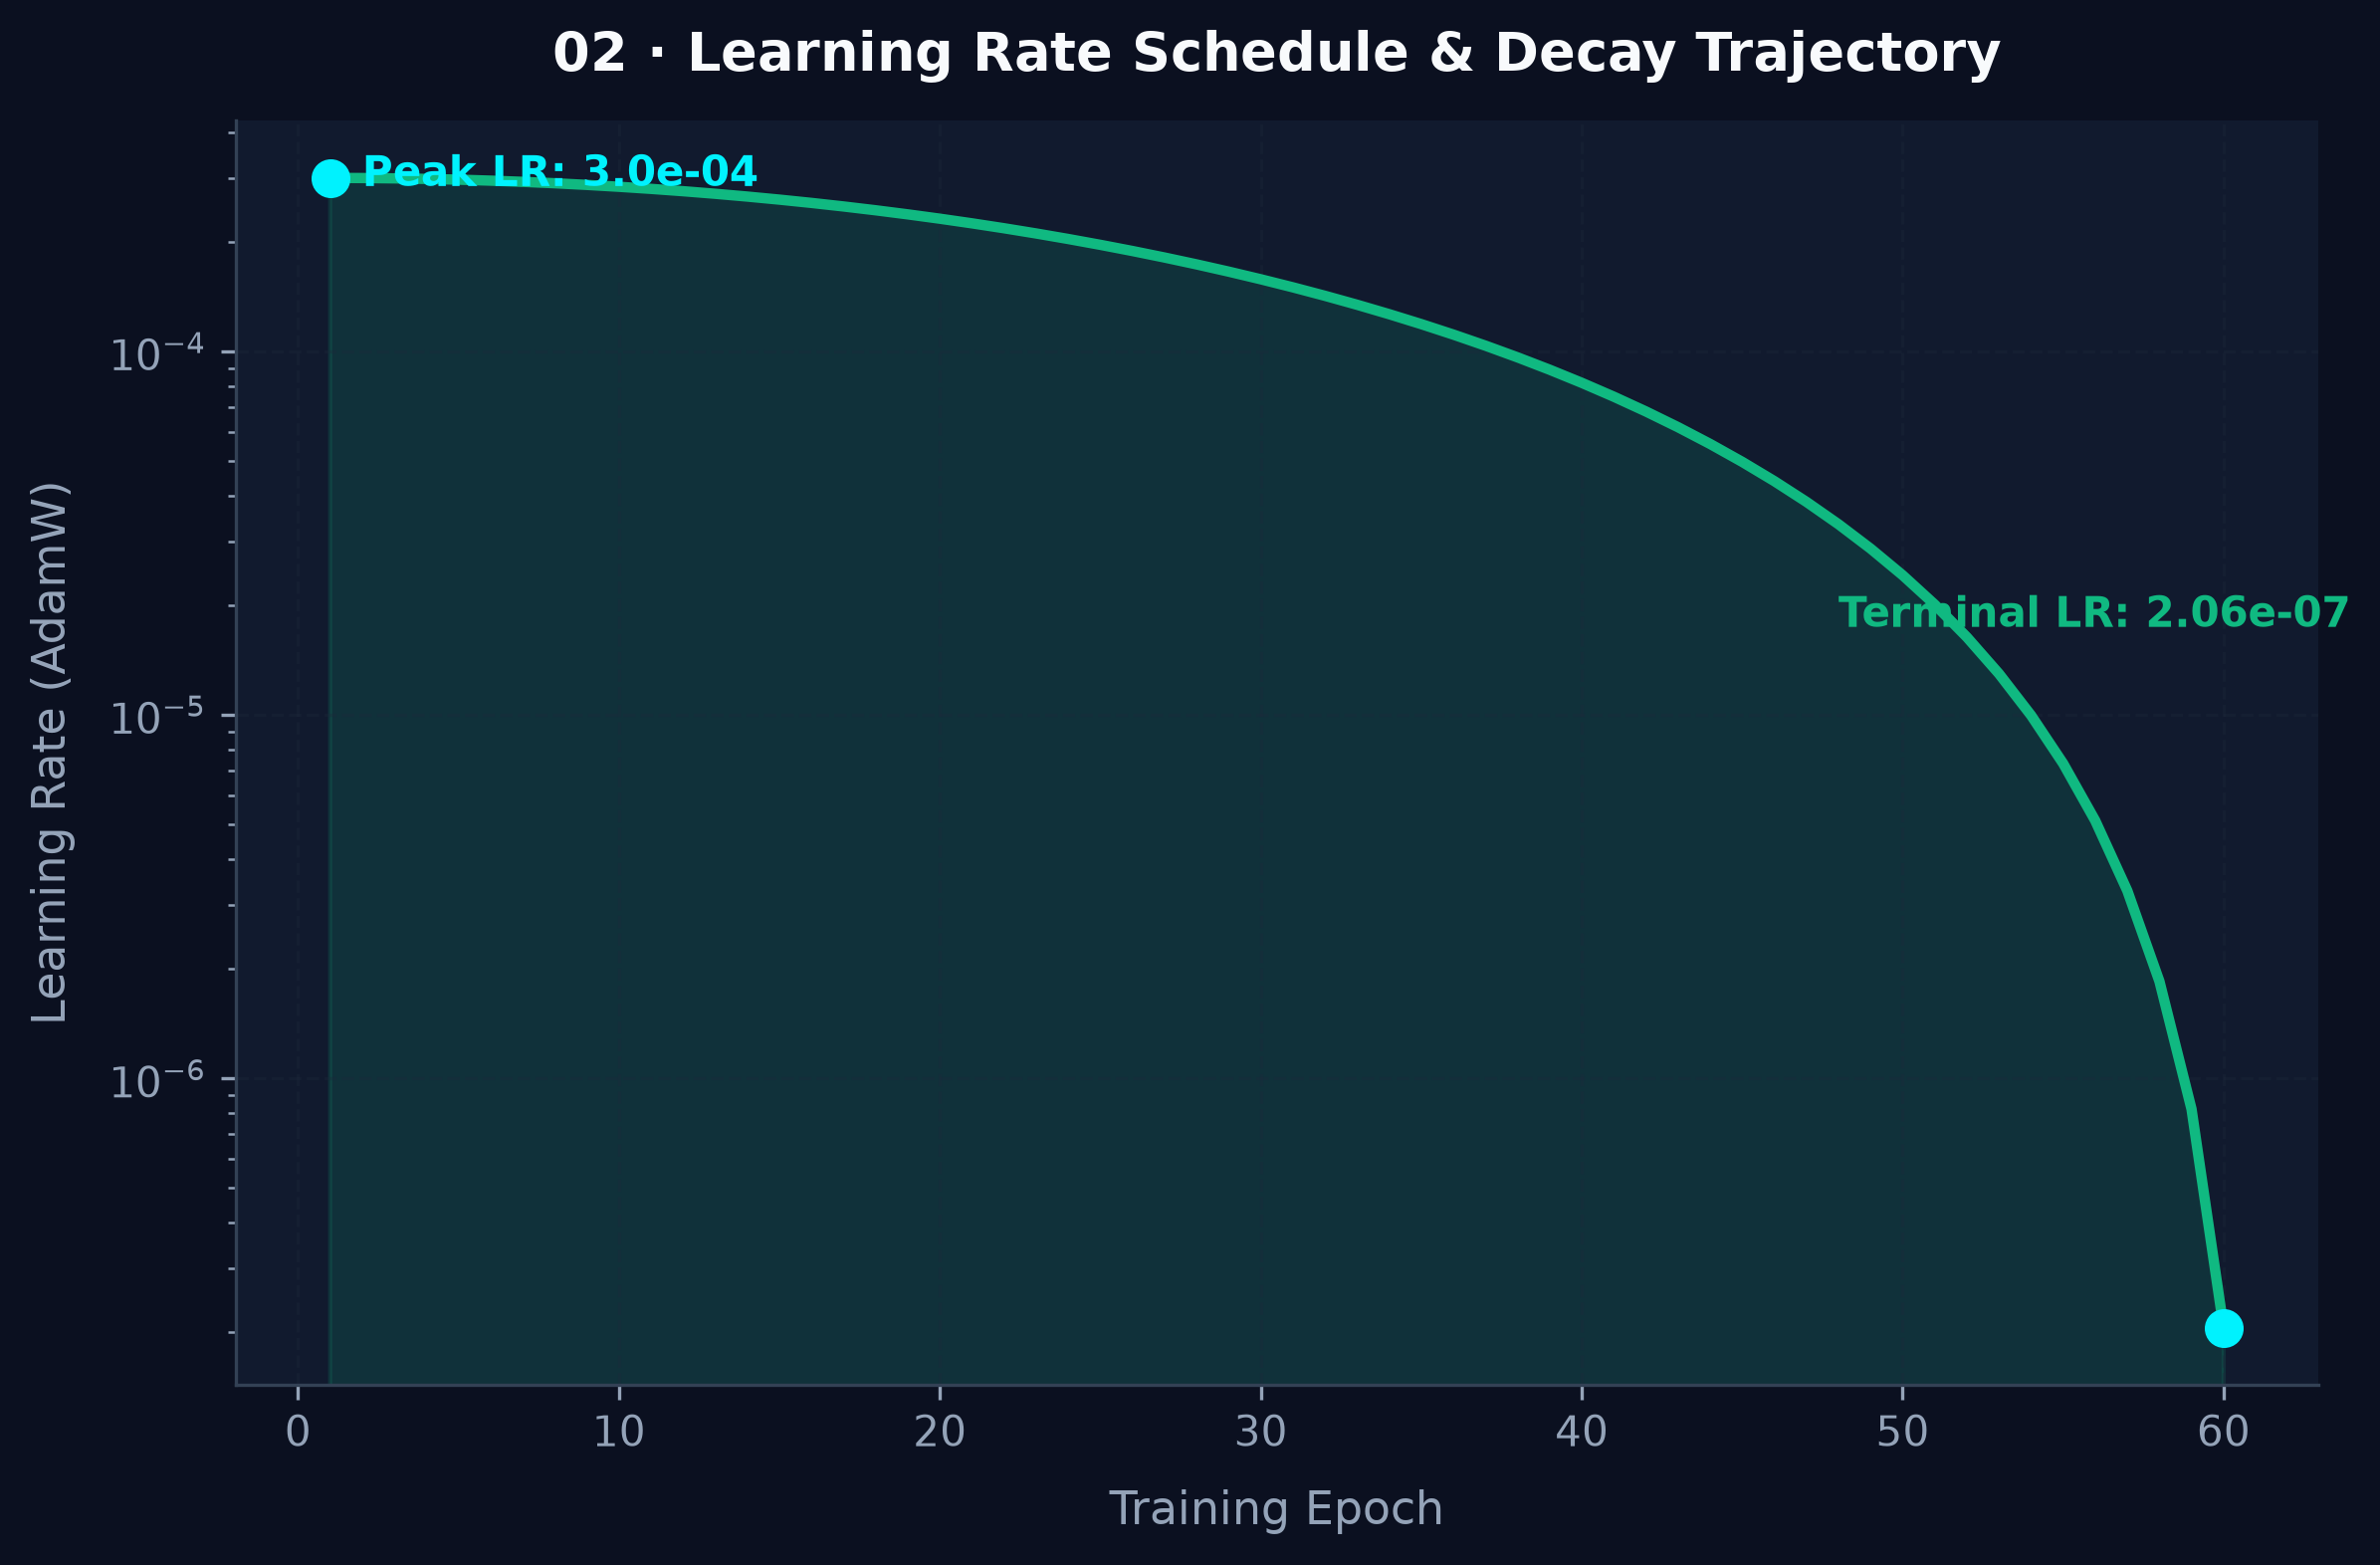 02 · Learning Rate Schedule & Decay Trajectory
Peak LR: 3.0e-04
Terminal LR: 2.06e-07
Learning Rate (AdamW)
10⁻⁴
10⁻⁵
10⁻⁶
0 10 20 30 40 50 60
Training Epoch